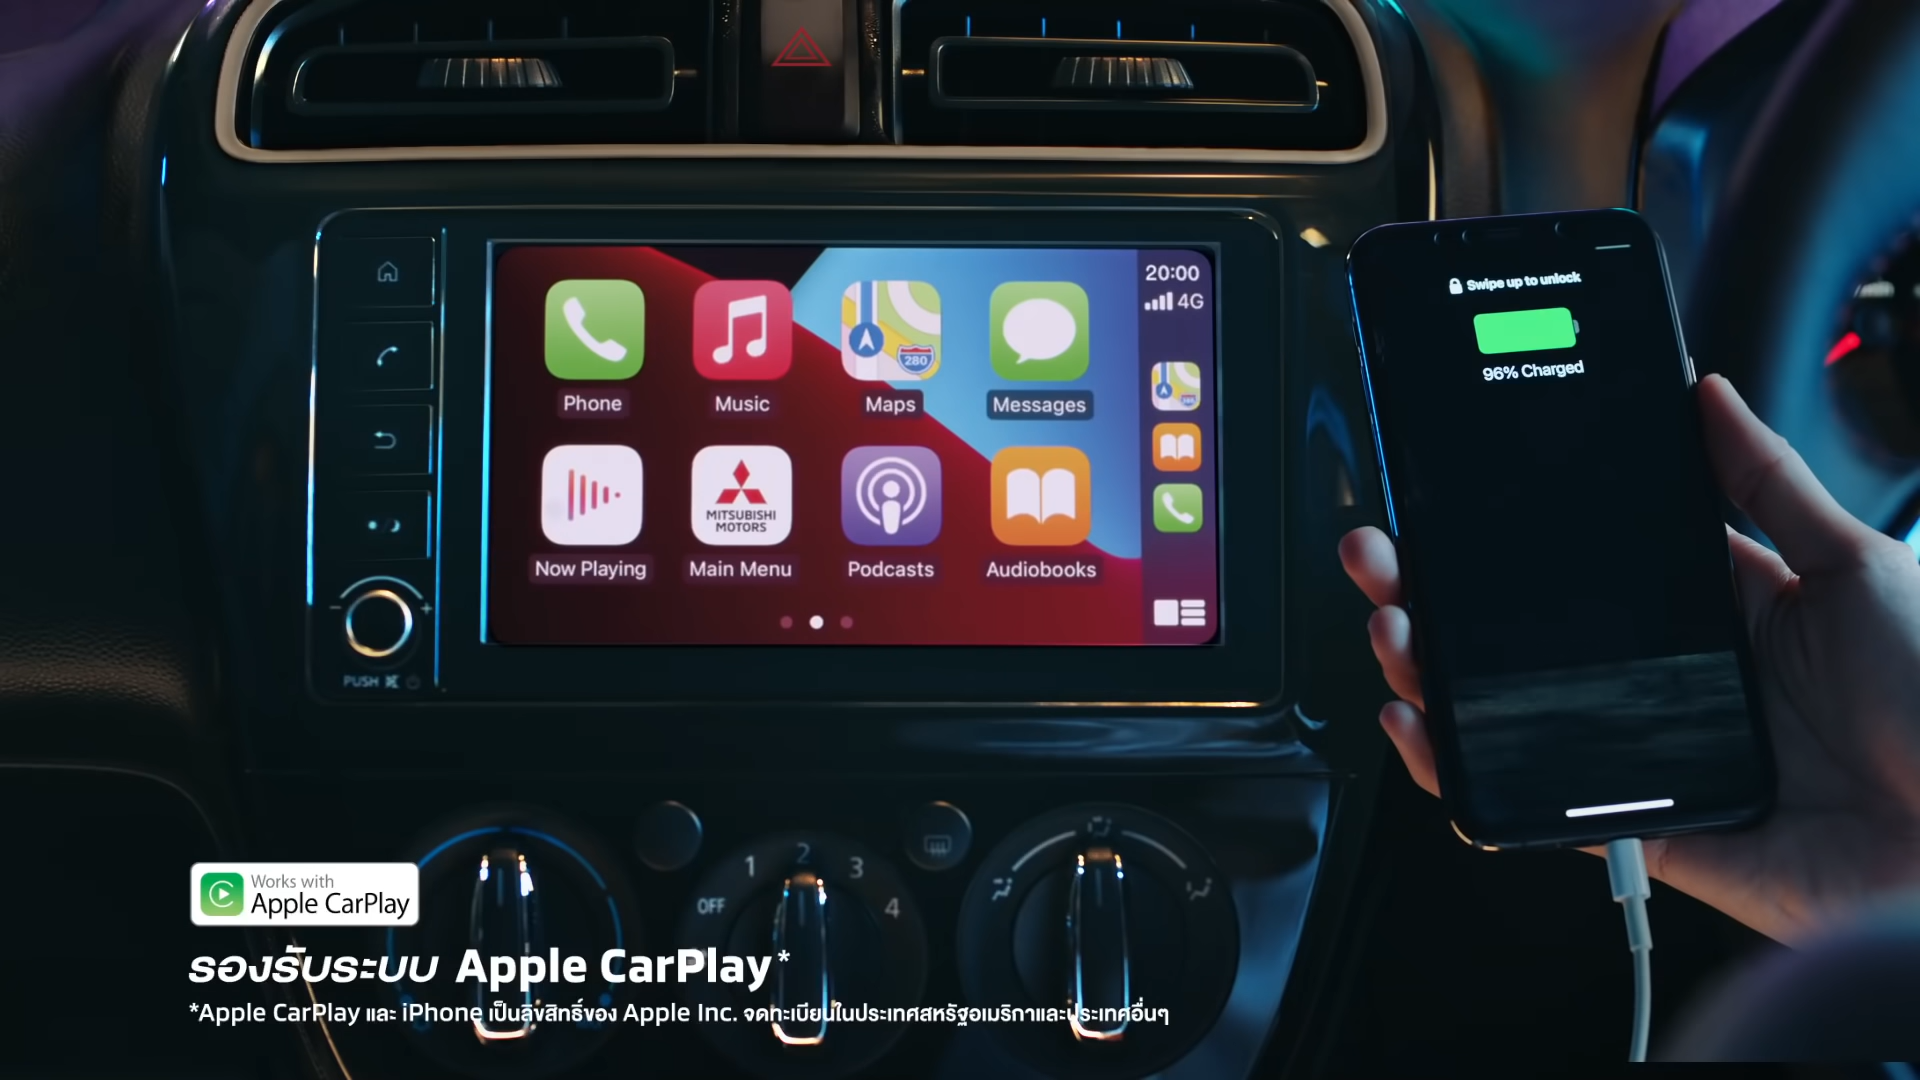 20:00
4G
Phone
Music
280
Maps
Messages
Now Playing
MITSUBISHI
MOTORS
Main Menu
Podcasts
Audiobooks
PUSH
Swipe up to unlock
96% Charged
OFF
1
2
3
4
Works with
Apple CarPlay
รองรับระบบ Apple CarPlay*
*Apple CarPlay และ iPhone เป็นลิขสิทธิ์ของ Apple Inc. จดทะเบียนในประเทศสหรัฐอเมริกาและประเทศอื่นๆ